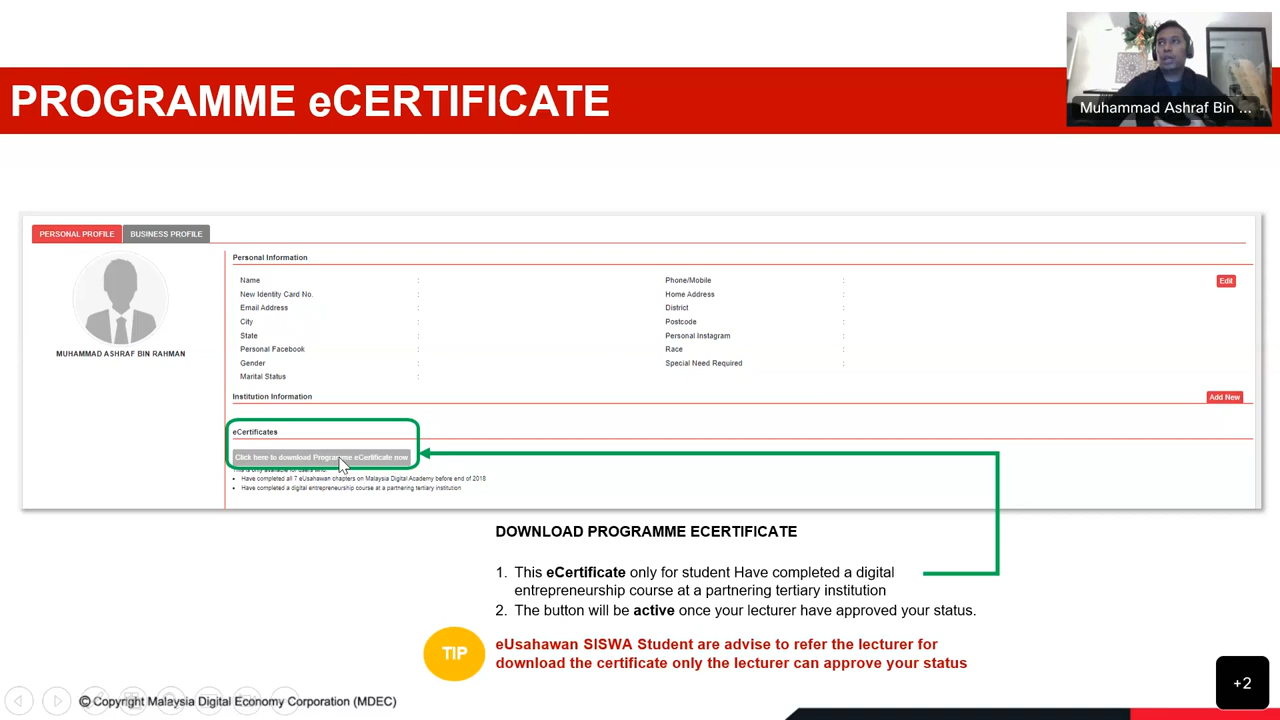 PROGRAMME eCERTIFICATE
Muhammad Ashraf Bin ...
PERSONAL PROFILE
BUSINESS PROFILE
MUHAMMAD ASHRAF BIN RAHMAN
Personal Information
Edit
Name :
Phone/Mobile :
New Identity Card No. :
Home Address :
Email Address :
District :
City :
Postcode :
State :
Personal Instagram :
Personal Facebook :
Race :
Gender :
Special Need Required :
Marital Status :
Institution Information
Add New
eCertificates
Click here to download Programme eCertificate now
• Have completed all 7 eUsahawan chapters on Malaysia Digital Academy before end of 2018
• Have completed a digital entrepreneurship course at a partnering tertiary institution
DOWNLOAD PROGRAMME ECERTIFICATE
1. This eCertificate only for student Have completed a digital
entrepreneurship course at a partnering tertiary institution
2. The button will be active once your lecturer have approved your status.
TIP
eUsahawan SISWA Student are advise to refer the lecturer for
download the certificate only the lecturer can approve your status
+2
© Copyright Malaysia Digital Economy Corporation (MDEC)